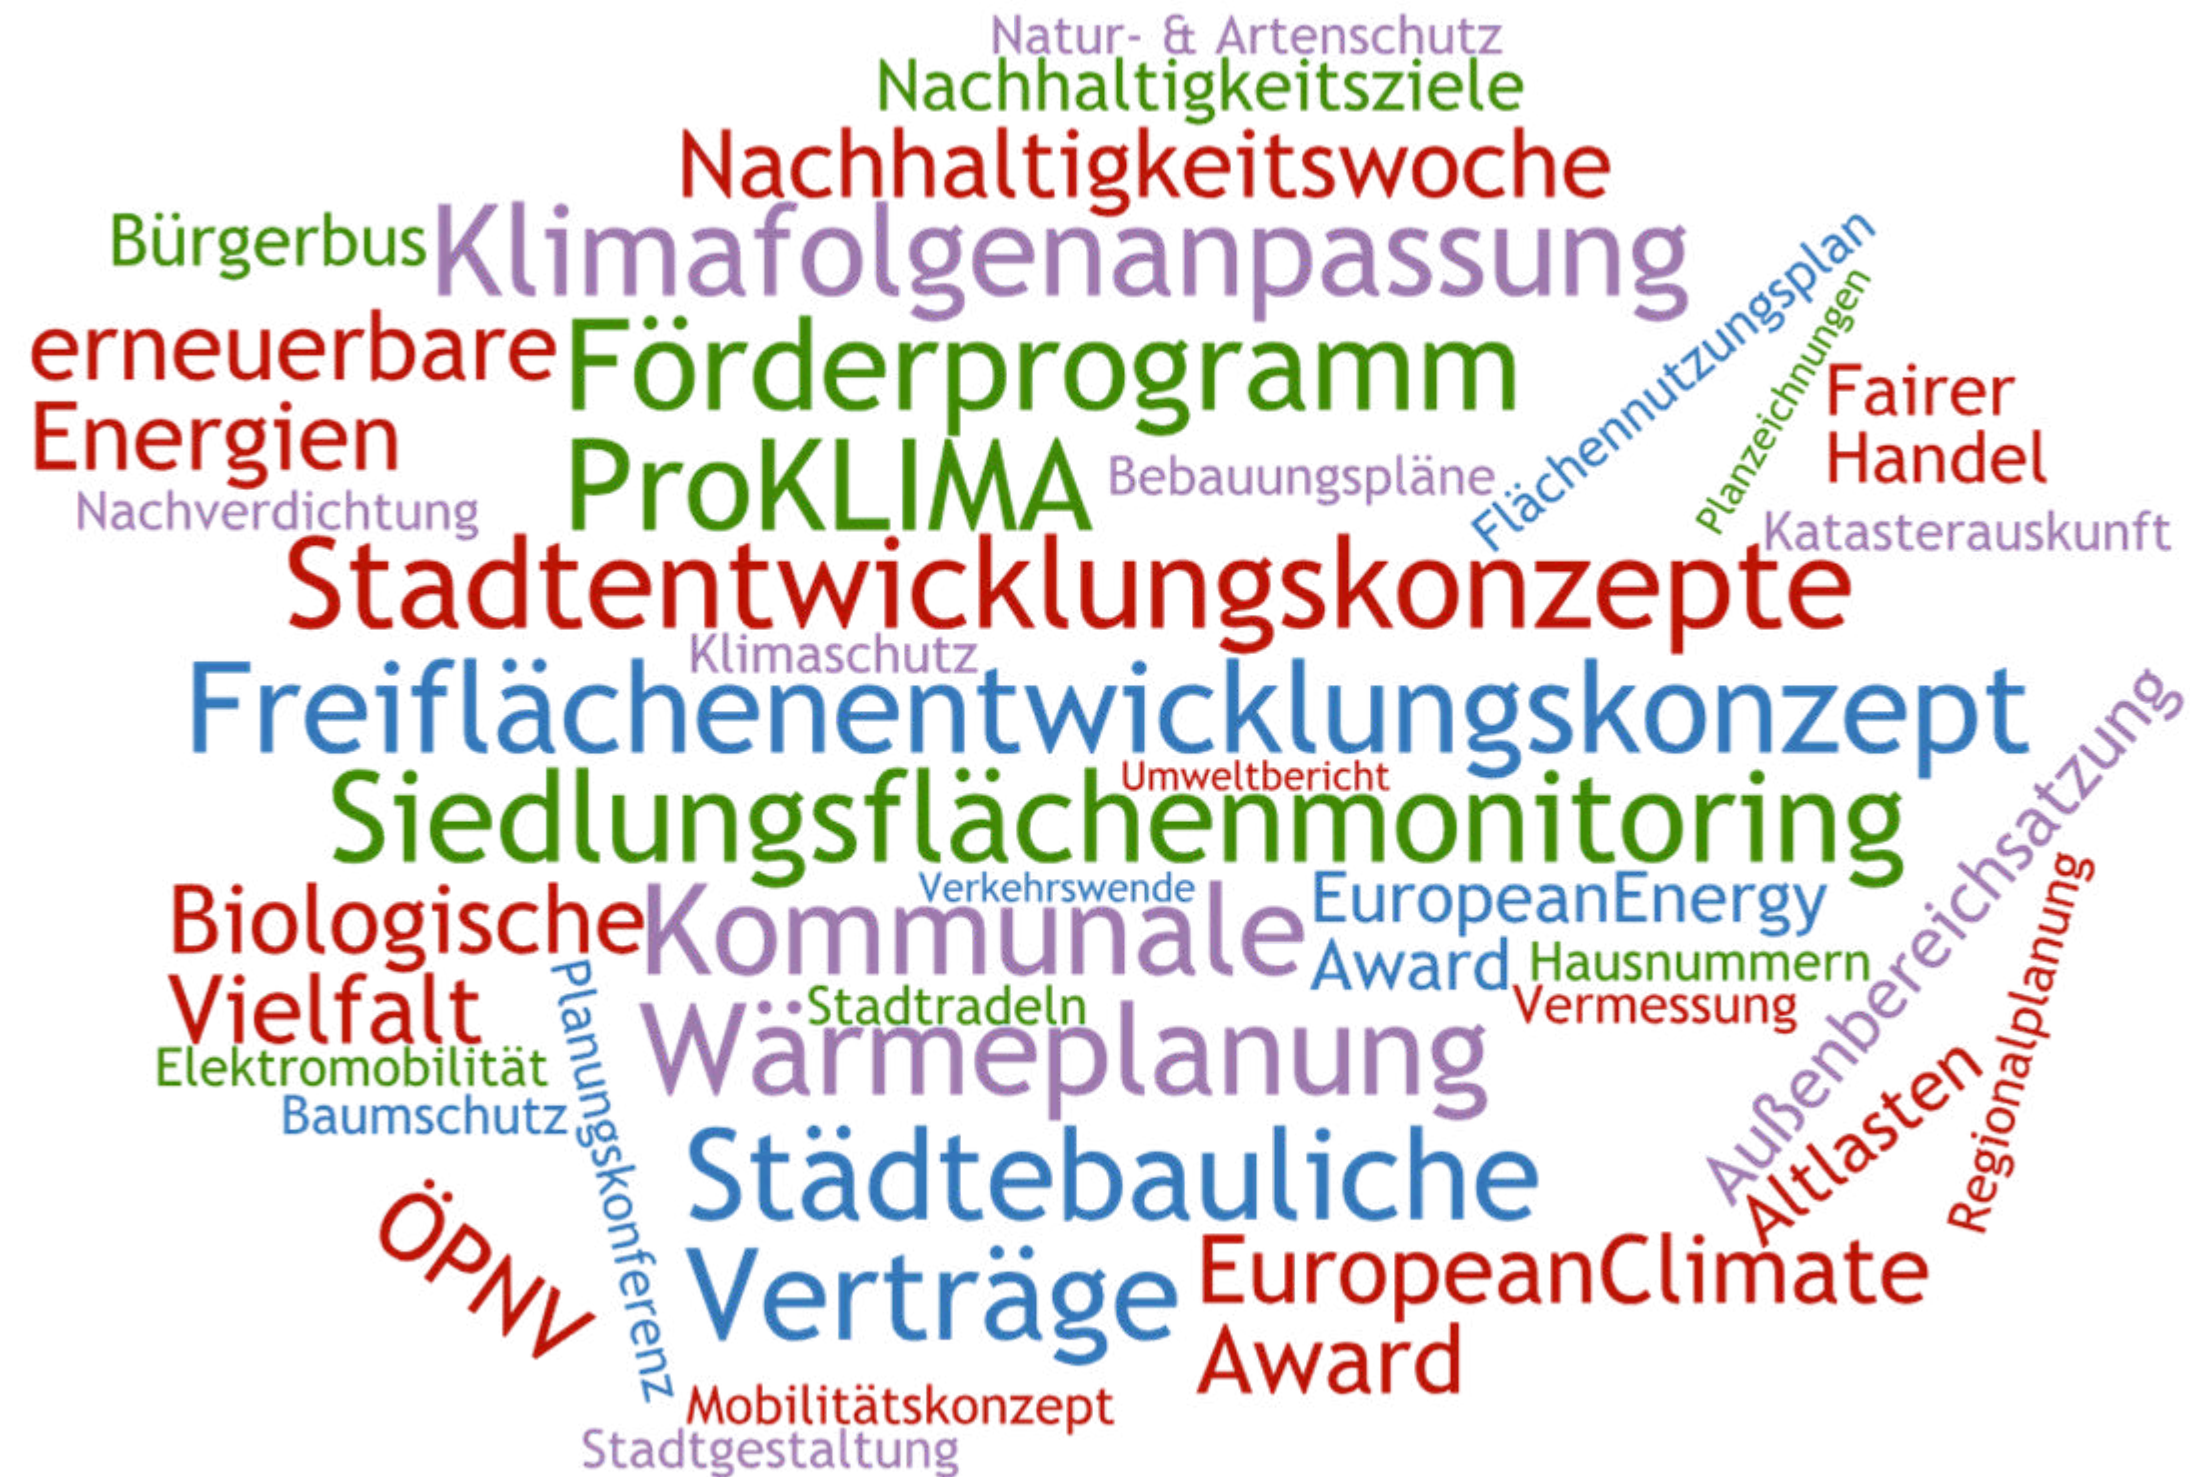 Natur- & Artenschutz
Nachhaltigkeitsziele
Nachhaltigkeitswoche
Bürgerbus
Klimafolgenanpassung
Flächennutzungsplan
Planzeichnungen
erneuerbare
Energien
Förderprogramm
ProKLIMA
Fairer
Handel
Bebauungspläne
Nachverdichtung
Katasterauskunft
Stadtentwicklungskonzepte
Klimaschutz
Freiflächenentwicklungskonzept
Umweltbericht
Siedlungsflächenmonitoring
Außenbereichsatzung
Regionalplanung
Biologische
Vielfalt
Verkehrswende
Kommunale
Wärmeplanung
EuropeanEnergy
Award
Hausnummern
Vermessung
Stadtradeln
Planungskonferenz
Elektromobilität
Baumschutz
Altlasten
Städtebauliche
Verträge
ÖPNV
EuropeanClimate
Award
Mobilitätskonzept
Stadtgestaltung